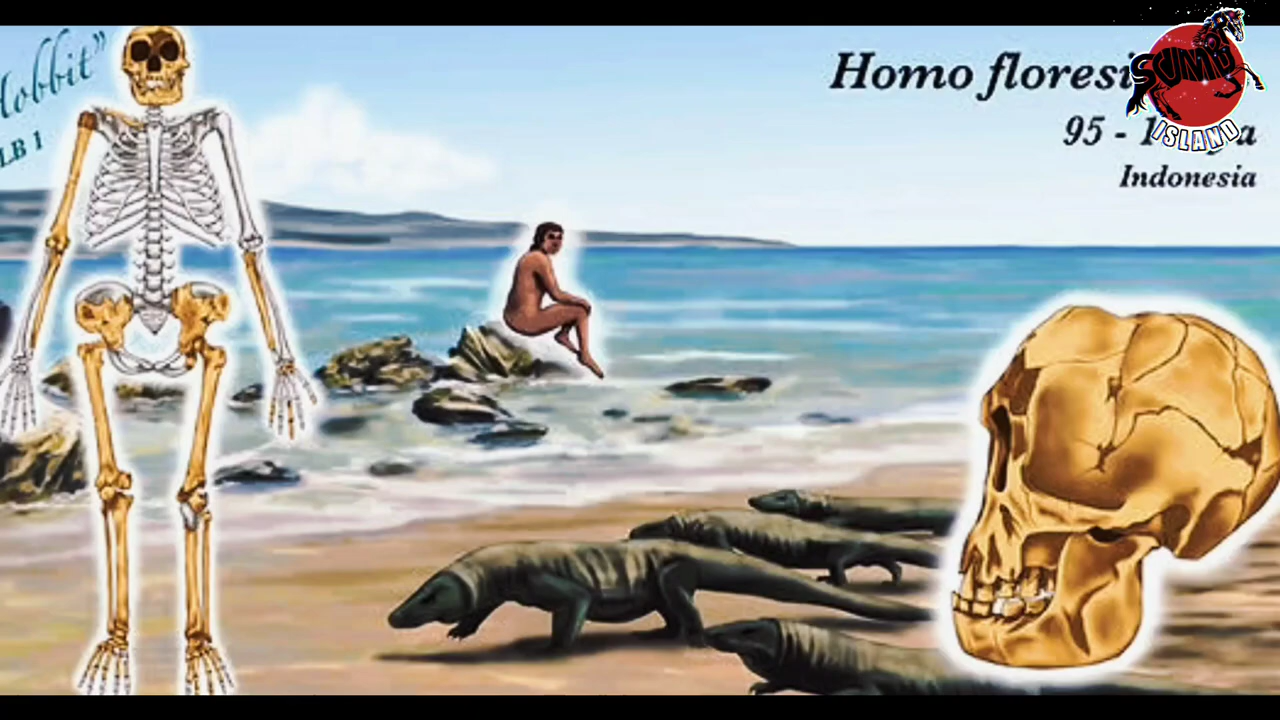 Hobbit"
LB 1
Homo floresi
95 -
Indonesia
SUMBA
ISLAND